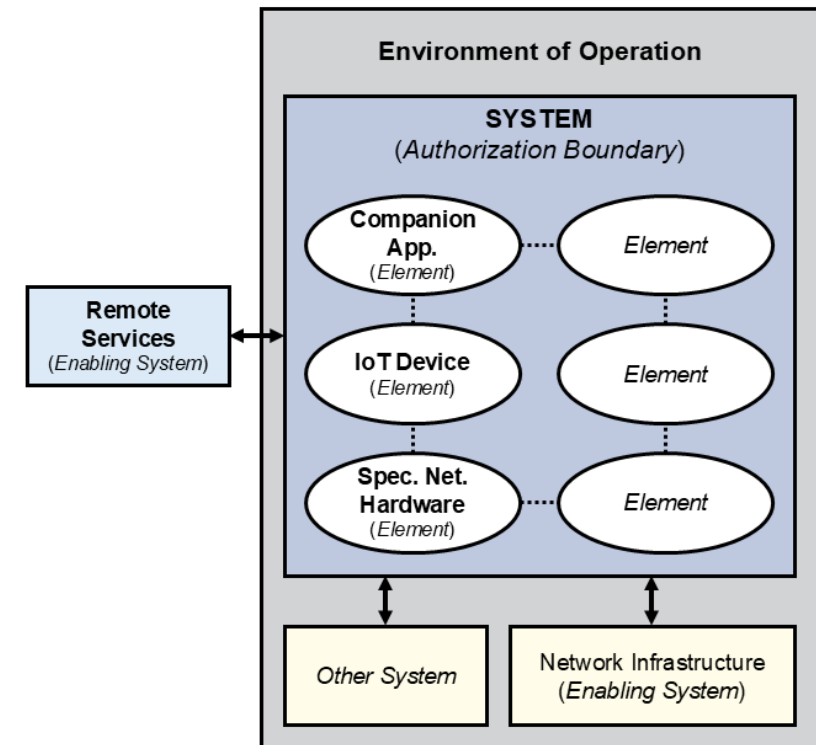 Environment of Operation
SYSTEM
(Authorization Boundary)
Companion
App.
(Element)
Element
Remote
Services
(Enabling System)
IoT Device
(Element)
Element
Spec. Net.
Hardware
(Element)
Element
Other System
Network Infrastructure
(Enabling System)